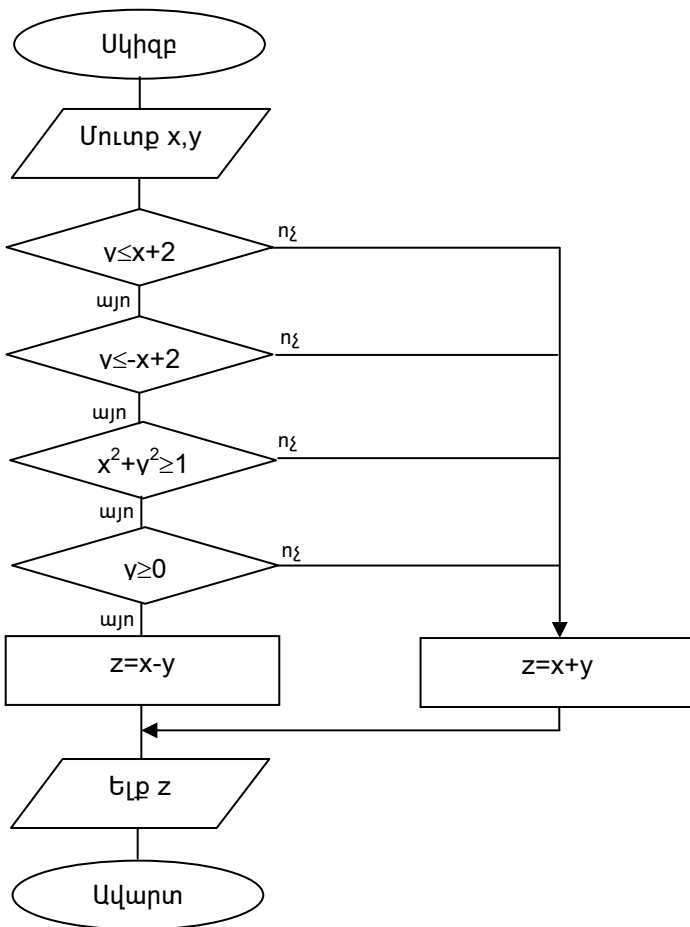 Սկիզբ
Մուտք x,y
y≤x+2
ոչ
այո
y≤-x+2
ոչ
այո
x²+y²≥1
ոչ
այո
y≥0
ոչ
այո
z=x-y
z=x+y
Ելք z
Ավարտ